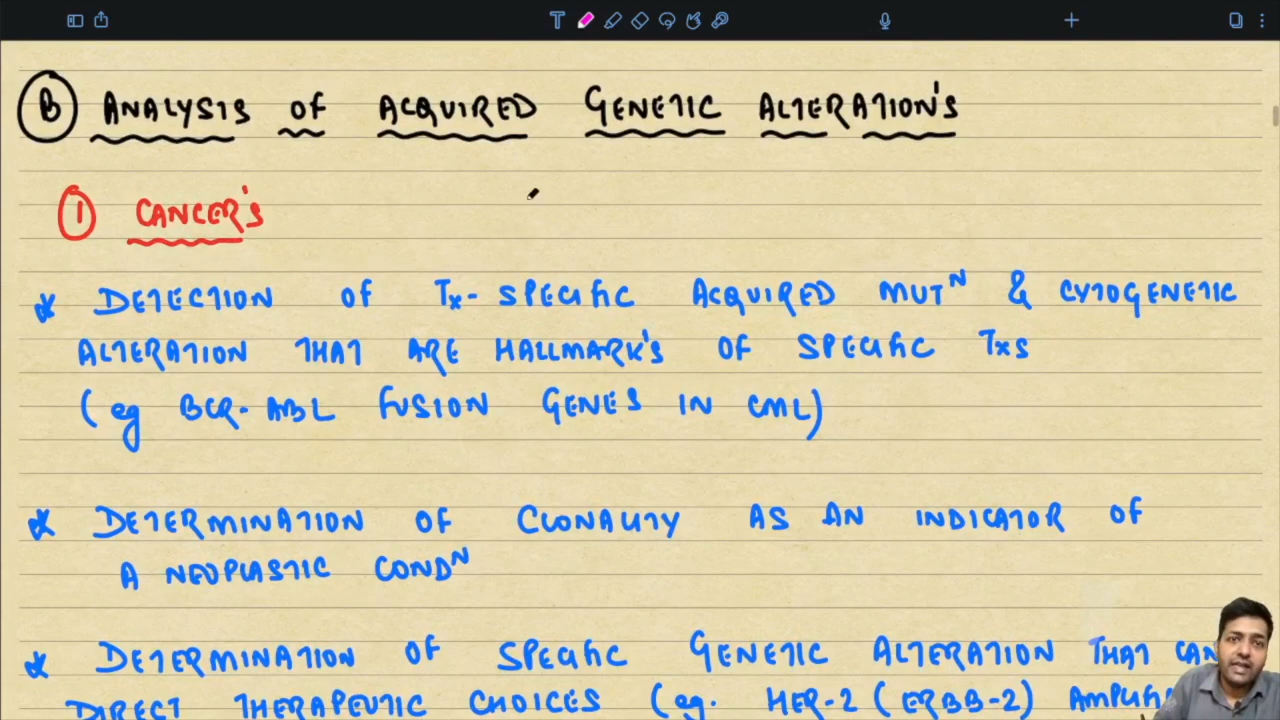 B ANALYSIS OF ACQUIRED GENETIC ALTERATION'S
1 CANCER'S
* DETECTION OF Tx-SPECIFIC ACQUIRED MUTᴺ & CYTOGENETIC
ALTERATION THAT ARE HALLMARK'S OF SPECIFIC TxS
(eg BCR-ABL FUSION GENES IN CML)
* DETERMINATION OF CLONALITY AS AN INDICATOR OF
A NEOPLASTIC CONDᴺ
* DETERMINATION OF SPECIFIC GENETIC ALTERATION THAT CAN
DIRECT THERAPEUTIC CHOICES (eg. HER-2 (ERBB-2)